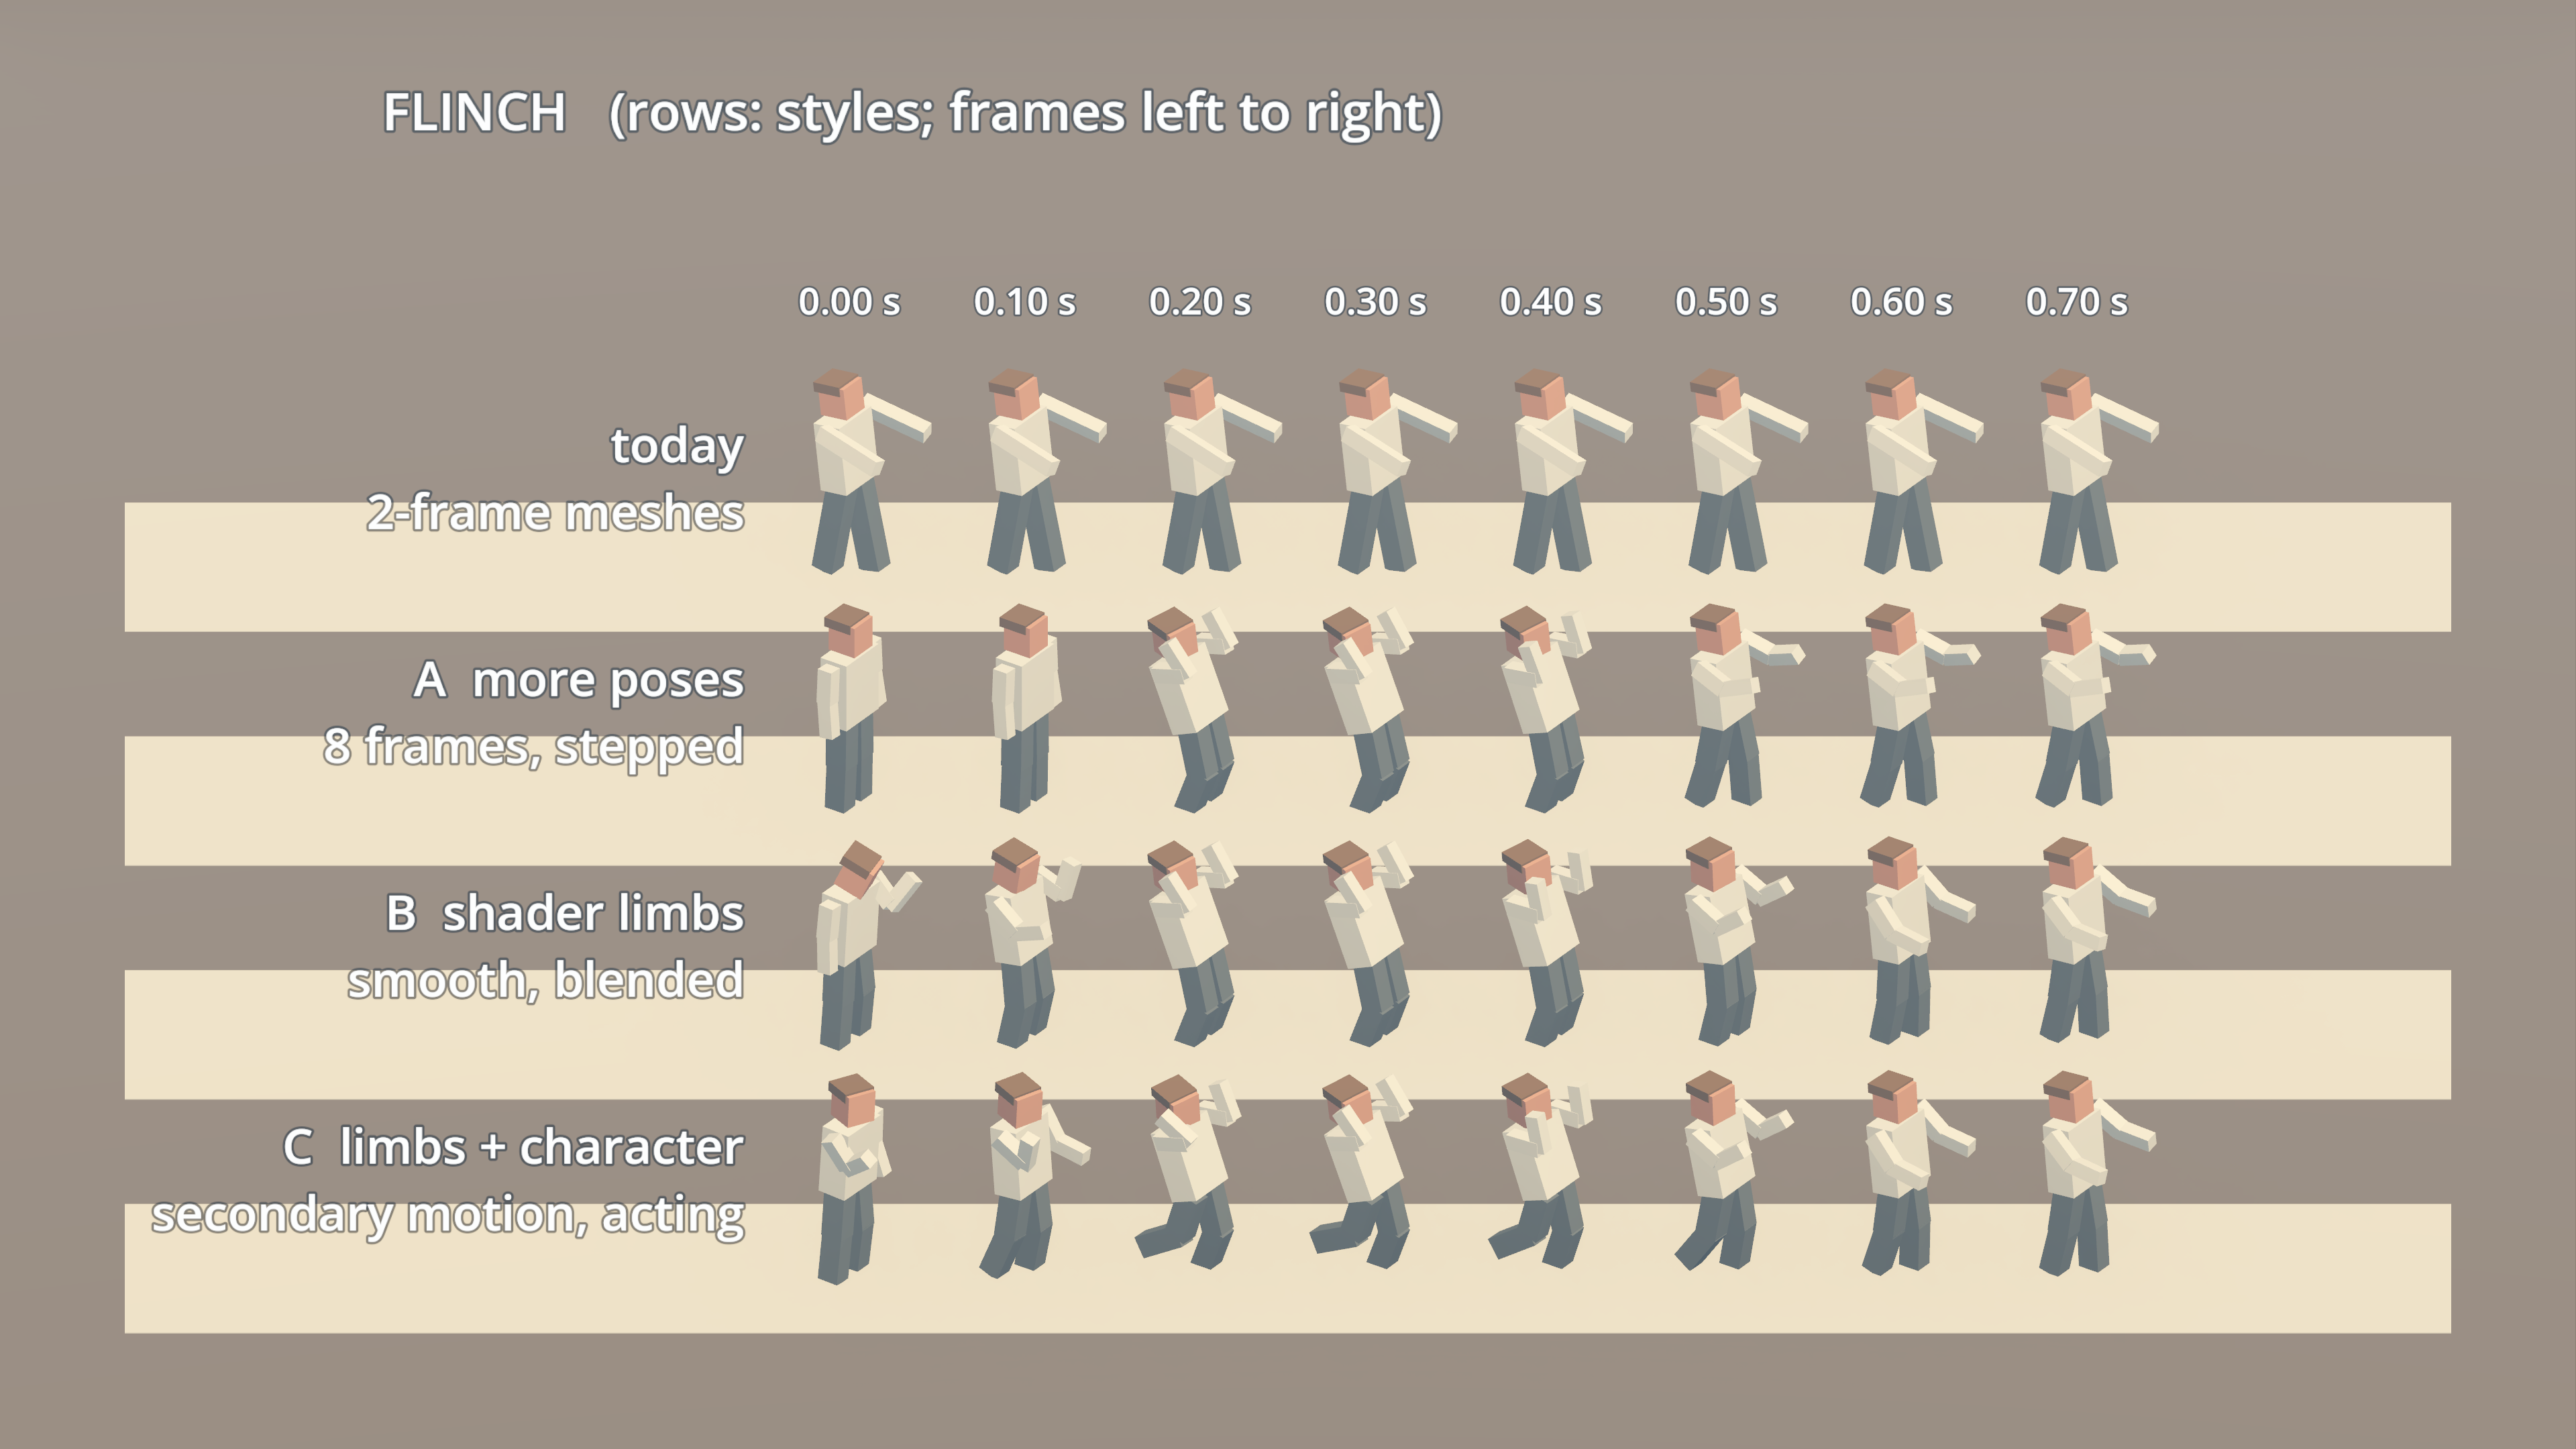 FLINCH (rows: styles; frames left to right)
0.00 s 0.10 s 0.20 s 0.30 s 0.40 s 0.50 s 0.60 s 0.70 s
today
2-frame meshes
A more poses
8 frames, stepped
B shader limbs
smooth, blended
C limbs + character
secondary motion, acting